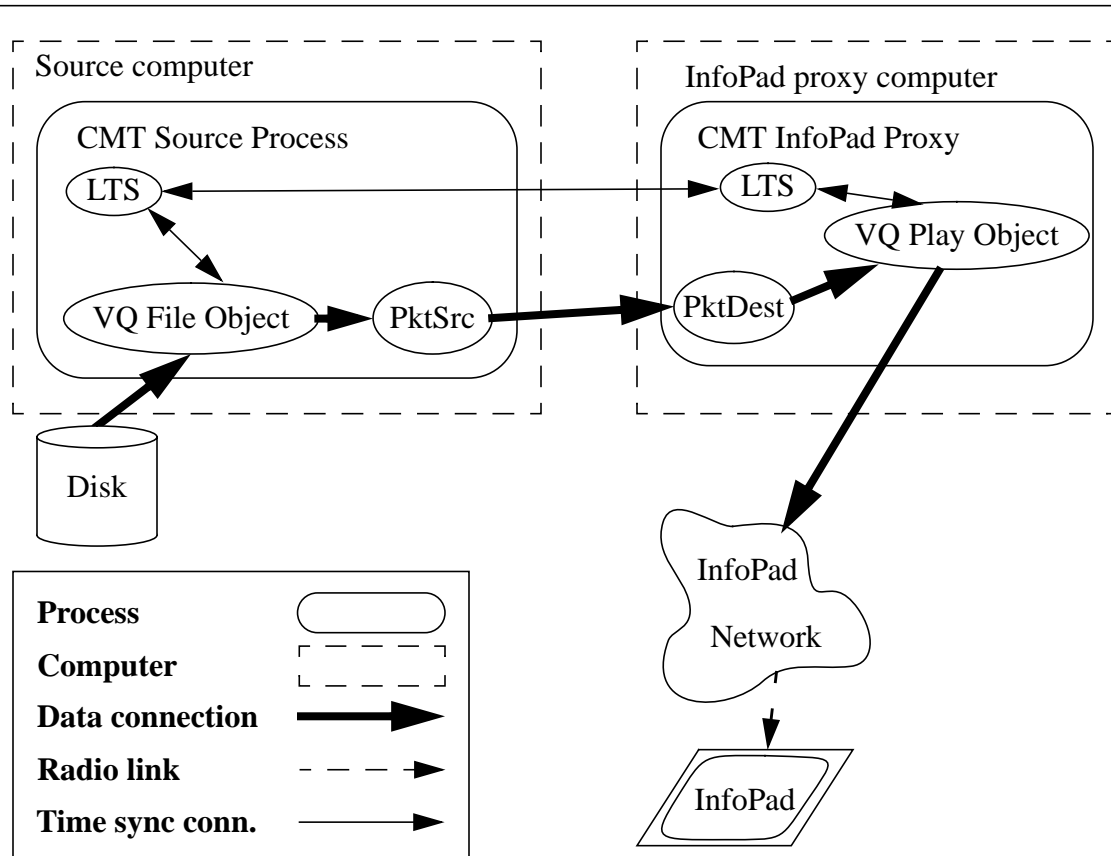 Source computer
CMT Source Process
LTS
VQ File Object
PktSrc
Disk
InfoPad proxy computer
CMT InfoPad Proxy
LTS
VQ Play Object
PktDest
InfoPad
Network
InfoPad
Process
Computer
Data connection
Radio link
Time sync conn.